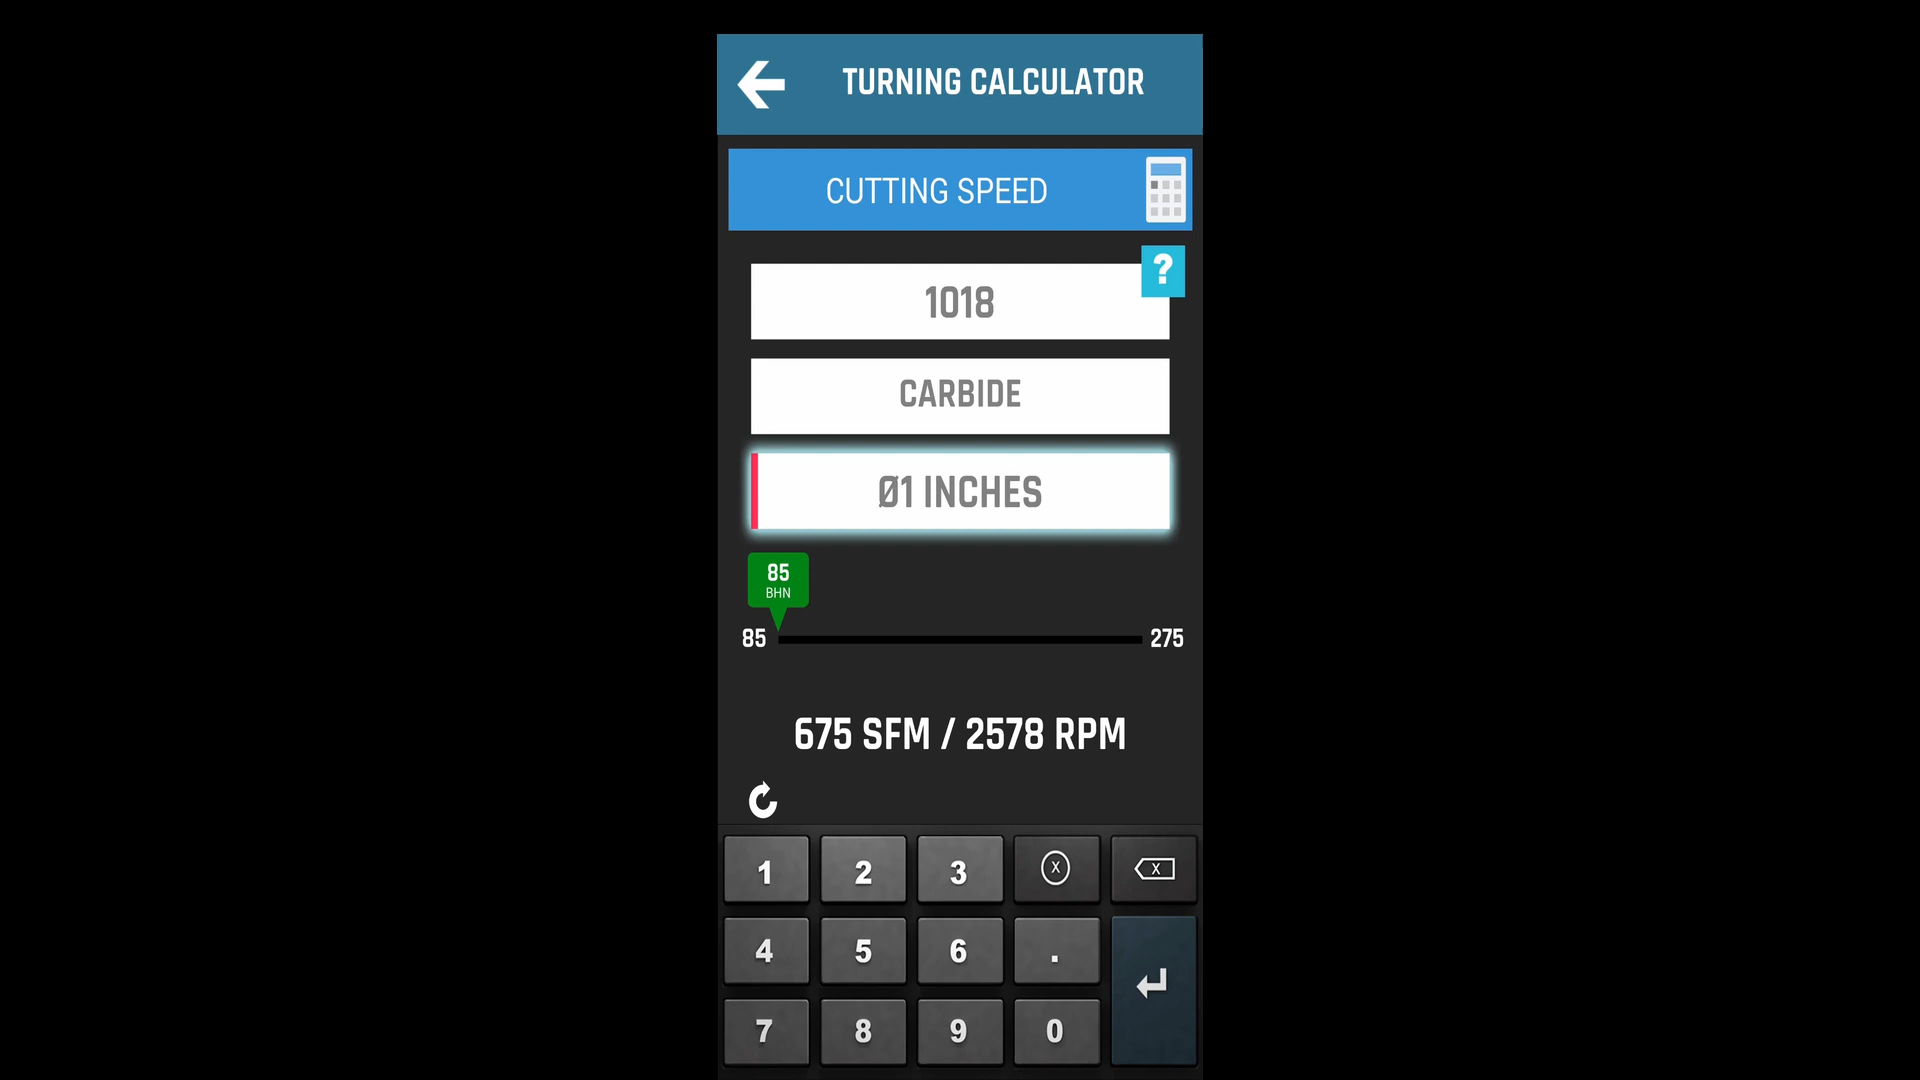 TURNING CALCULATOR
CUTTING SPEED
?
1018
CARBIDE
Ø1 INCHES
85
BHN
85 275
675 SFM / 2578 RPM
1 2 3 X X
4 5 6 .
7 8 9 0